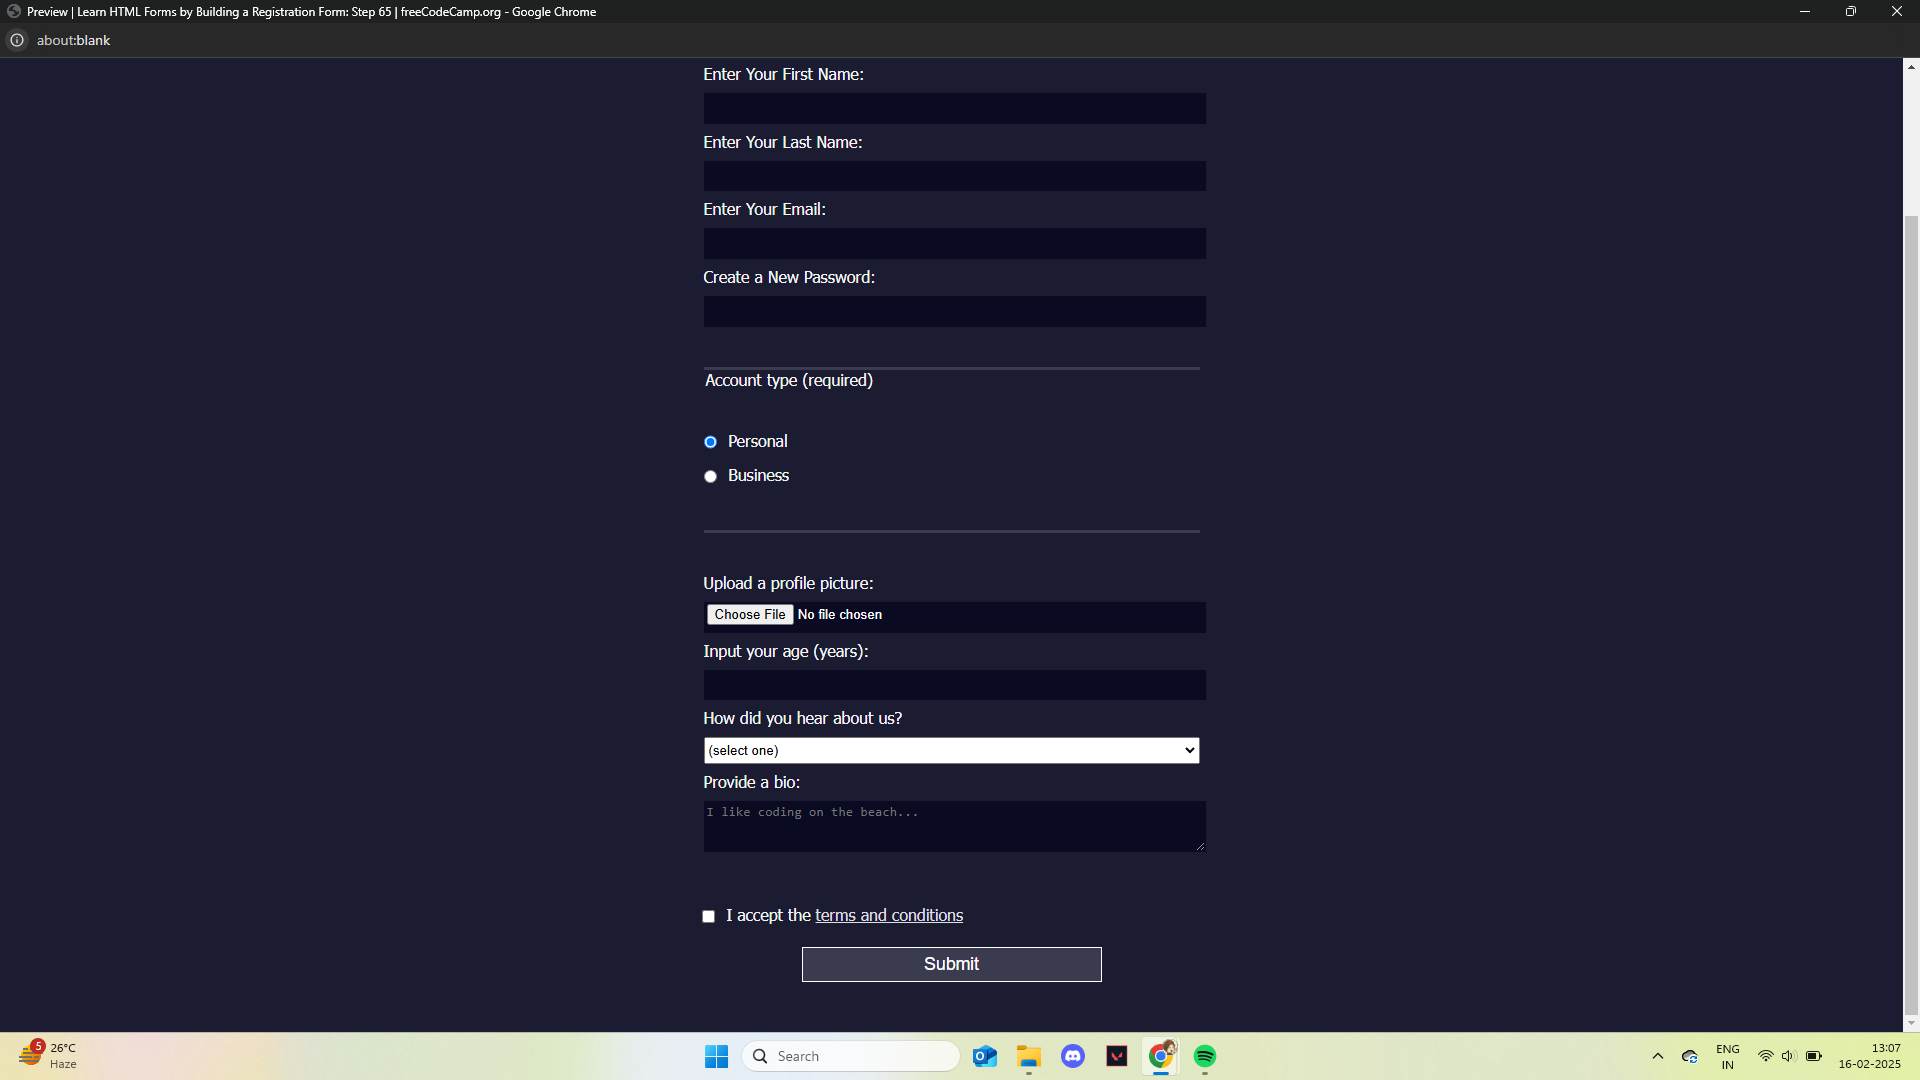 Preview | Learn HTML Forms by Building a Registration Form: Step 65 | freeCodeCamp.org - Google Chrome
about:blank
Enter Your First Name:
Enter Your Last Name:
Enter Your Email:
Create a New Password:
Account type (required)
Personal
Business
Upload a profile picture:
Choose File No file chosen
Input your age (years):
How did you hear about us?
(select one)
Provide a bio:
I like coding on the beach...
I accept the terms and conditions
Submit
5
26°C
Haze
Search
ENG
IN
13:07
16-02-2025